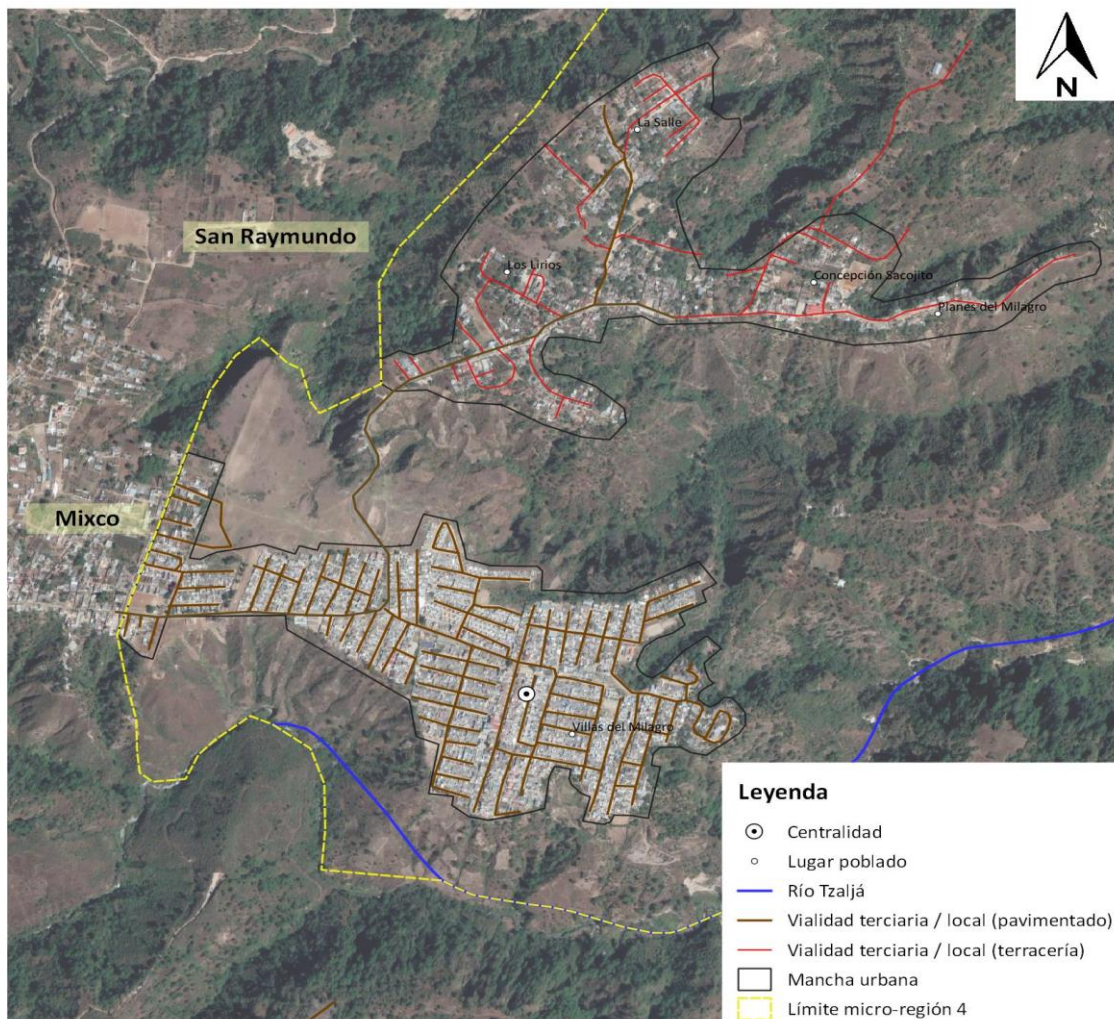 N
La Salle
San Raymundo
Los Lirios
Concepción Sacojito
Planes del Milagro
Mixco
Villas del Milagro
Leyenda
Centralidad
Lugar poblado
Río Tzaljá
Vialidad terciaria / local (pavimentado)
Vialidad terciaria / local (terracería)
Mancha urbana
Límite micro-región 4